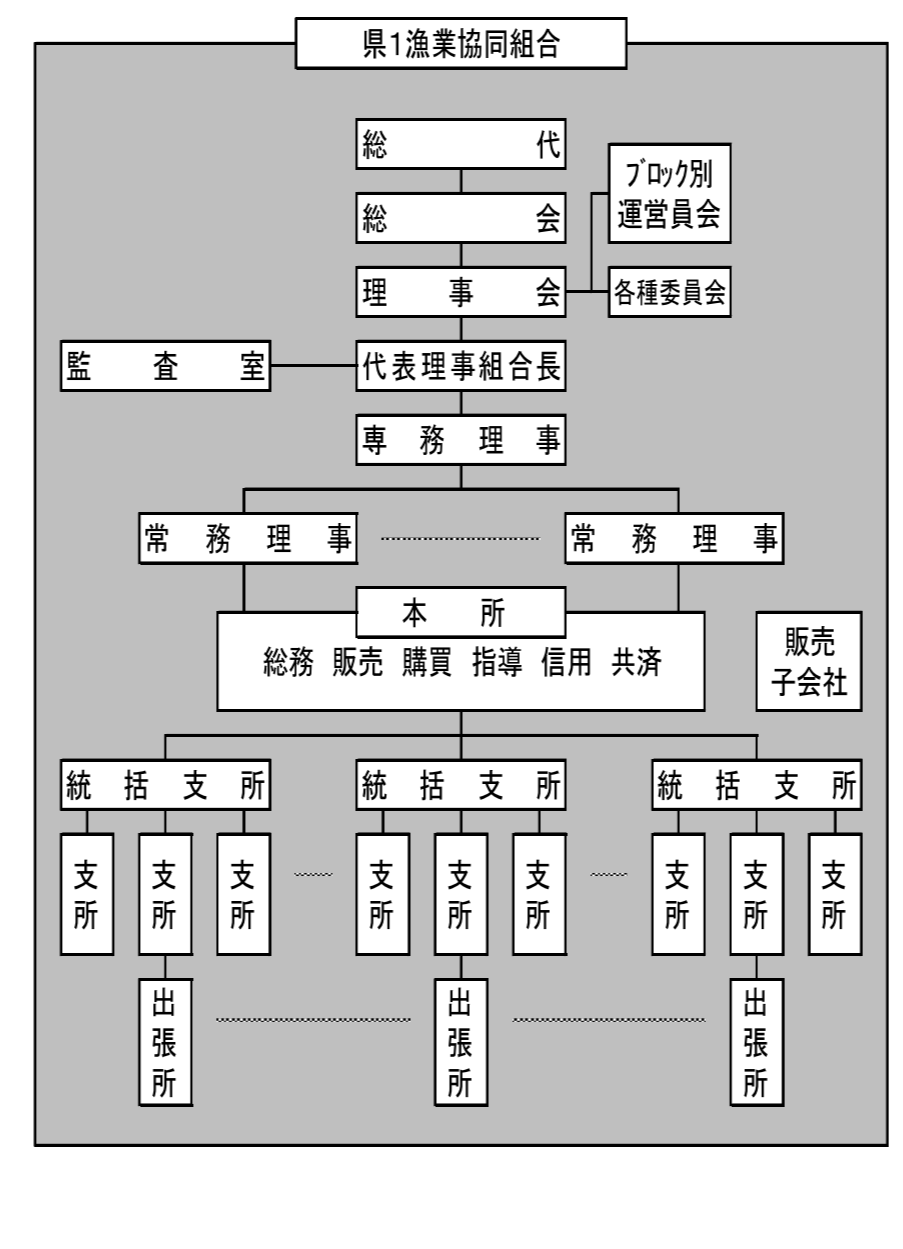 県1漁業協同組合
総代
ブロック別
運営員会
総会
理事会
各種委員会
監査室
代表理事組合長
専務理事
常務理事
常務理事
本所
総務 販売 購買 指導 信用 共済
販売
子会社
統括支所
統括支所
統括支所
支所
支所
支所
支所
支所
支所
支所
支所
支所
出張所
出張所
出張所